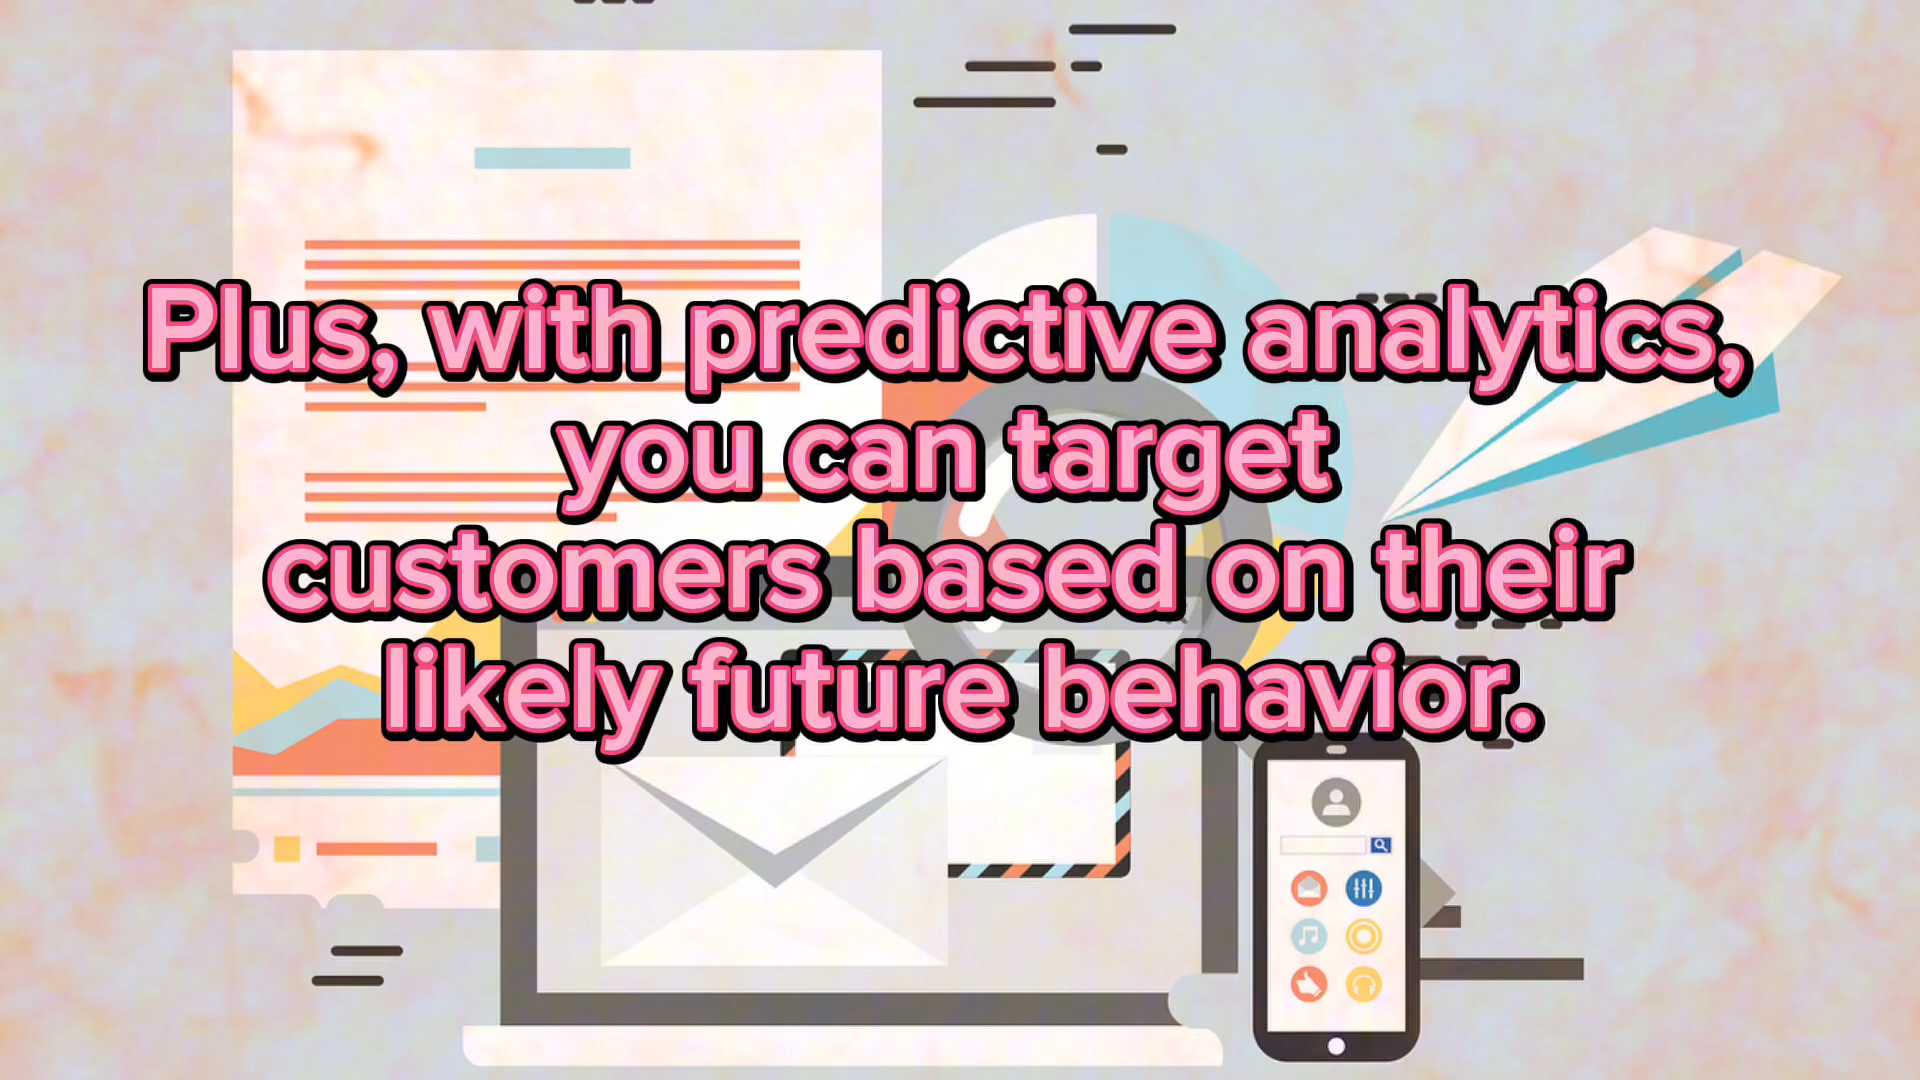 Plus, with predictive analytics,
you can target
customers based on their
likely future behavior.